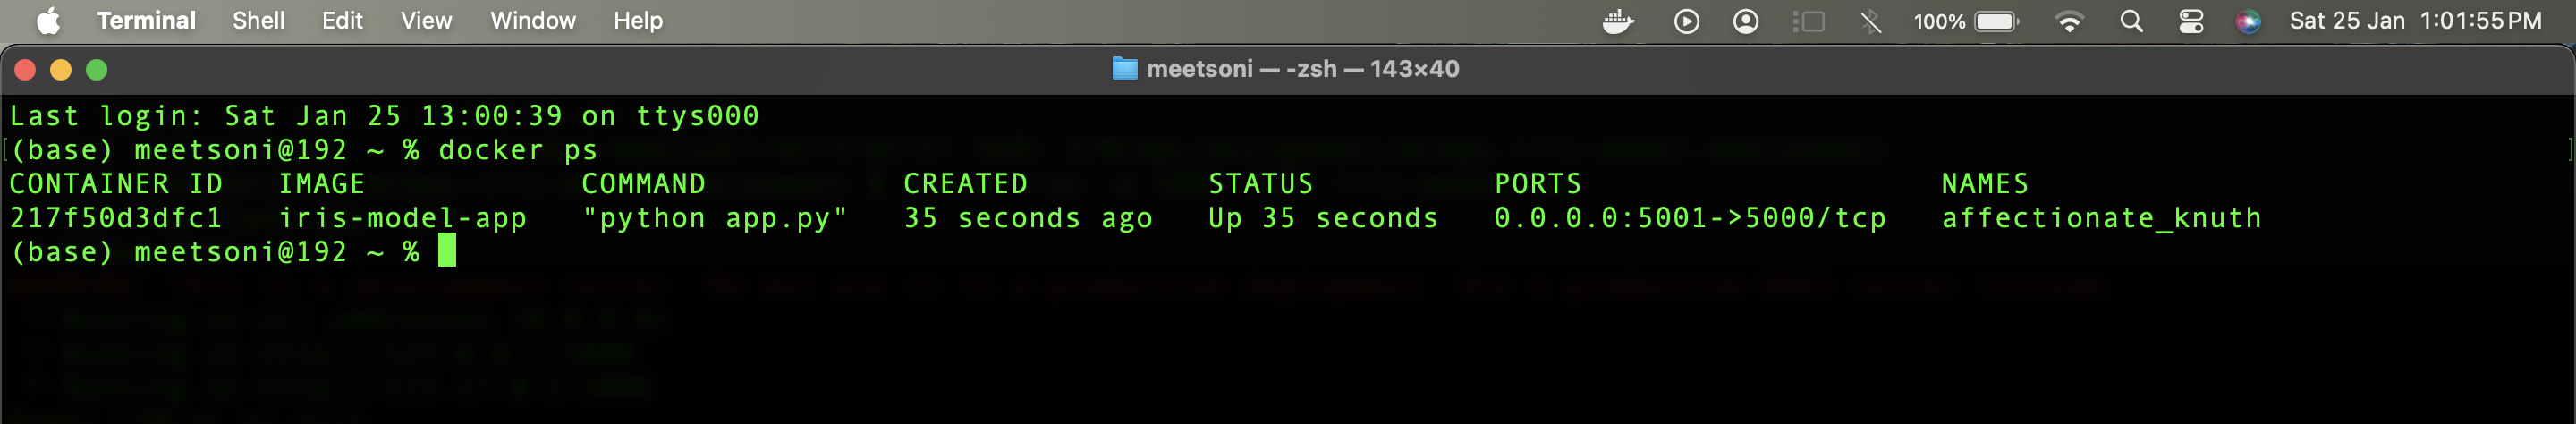 Terminal Shell Edit View Window Help 100% Sat 25 Jan 1:01:55 PM
meetsoni — -zsh — 143×40
Last login: Sat Jan 25 13:00:39 on ttys000
[(base) meetsoni@192 ~ % docker ps ]
CONTAINER ID   IMAGE            COMMAND           CREATED          STATUS          PORTS                    NAMES
217f50d3dfc1   iris-model-app   "python app.py"   35 seconds ago   Up 35 seconds   0.0.0.0:5001->5000/tcp   affectionate_knuth
(base) meetsoni@192 ~ %